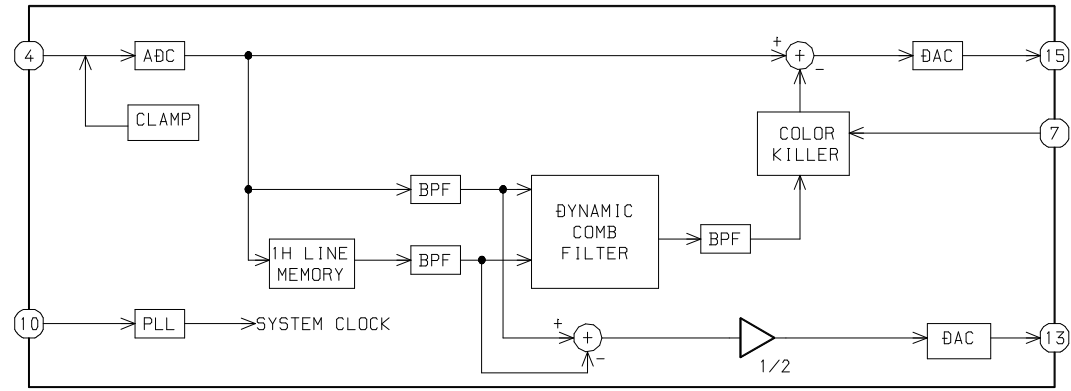 4
ADC
+
+
-
DAC
15
CLAMP
COLOR
KILLER
7
BPF
DYNAMIC
COMB
FILTER
BPF
1H LINE
MEMORY
BPF
10
PLL
SYSTEM CLOCK
+
+
-
1/2
DAC
13